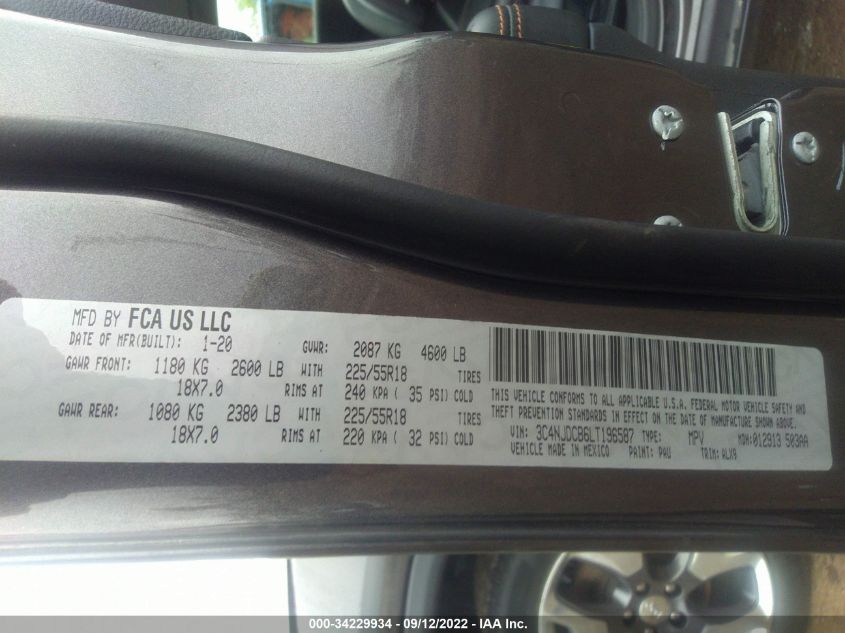 MFD BY FCA US LLC
DATE OF MFR(BUILT): 1-20 GVWR: 2087 KG 4600 LB
GAWR FRONT: 1180 KG 2600 LB WITH 225/55R18 TIRES
18X7.0 RIMS AT 240 KPA ( 35 PSI) COLD
GAWR REAR: 1080 KG 2380 LB WITH 225/55R18 TIRES
18X7.0 RIMS AT 220 KPA ( 32 PSI) COLD
THIS VEHICLE CONFORMS TO ALL APPLICABLE U.S.A. FEDERAL MOTOR VEHICLE SAFETY AND
THEFT PREVENTION STANDARDS IN EFFECT ON THE DATE OF MANUFACTURE SHOWN ABOVE.
VIN: 3C4NJDCB6LT196587 TYPE: MPV MDH:012913 503AA
VEHICLE MADE IN MEXICO PAINT: PAU TRIM: ALX9
000-34229934 - 09/12/2022 - IAA Inc.